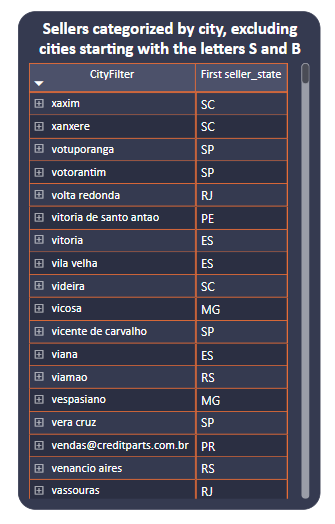 Sellers categorized by city, excluding
cities starting with the letters S and B
CityFilter First seller_state
xaxim SC
xanxere SC
votuporanga SP
votorantim SP
volta redonda RJ
vitoria de santo antao PE
vitoria ES
vila velha ES
videira SC
vicosa MG
vicente de carvalho SP
viana ES
viamao RS
vespasiano MG
vera cruz SP
vendas@creditparts.com.br PR
venancio aires RS
vassouras RJ